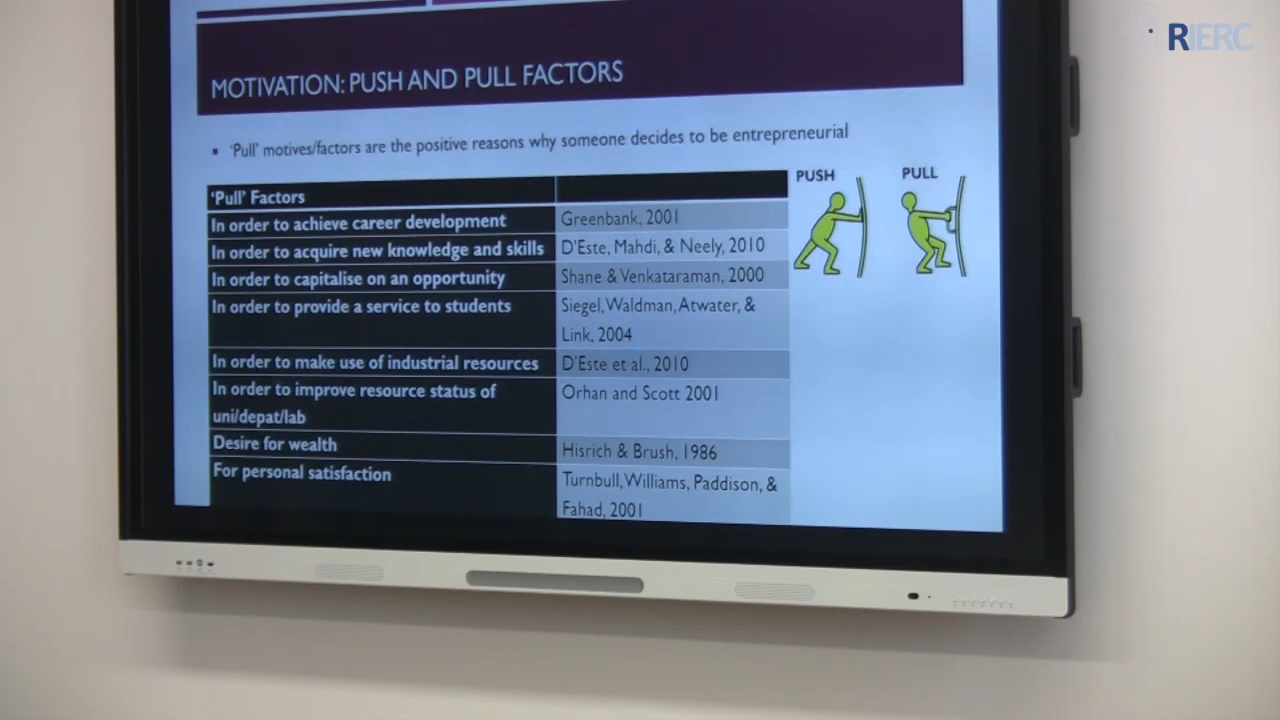 RIERC
MOTIVATION: PUSH AND PULL FACTORS
▪ 'Pull' motives/factors are the positive reasons why someone decides to be entrepreneurial
PUSH PULL
'Pull' Factors
In order to achieve career development Greenbank, 2001
In order to acquire new knowledge and skills D'Este, Mahdi, & Neely, 2010
In order to capitalise on an opportunity Shane & Venkataraman, 2000
In order to provide a service to students Siegel, Waldman, Atwater, &
Link, 2004
In order to make use of industrial resources D'Este et al., 2010
In order to improve resource status of Orhan and Scott 2001
uni/depat/lab
Desire for wealth Hisrich & Brush, 1986
For personal satisfaction Turnbull, Williams, Paddison, &
Fahad, 2001